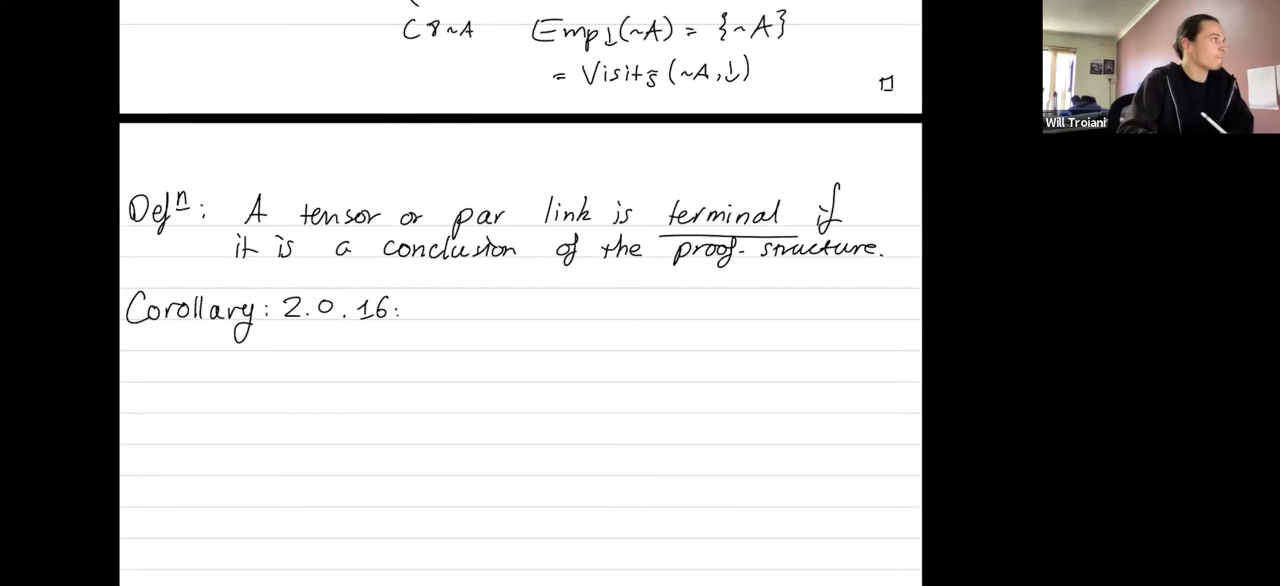 C ⅋ ~A Emp↓(~A) = {~A}
= Visit_S(~A,↓) □
Will Troiani
Defⁿ: A tensor or par link is terminal if
it is a conclusion of the proof-structure.
Corollary: 2.0.16: